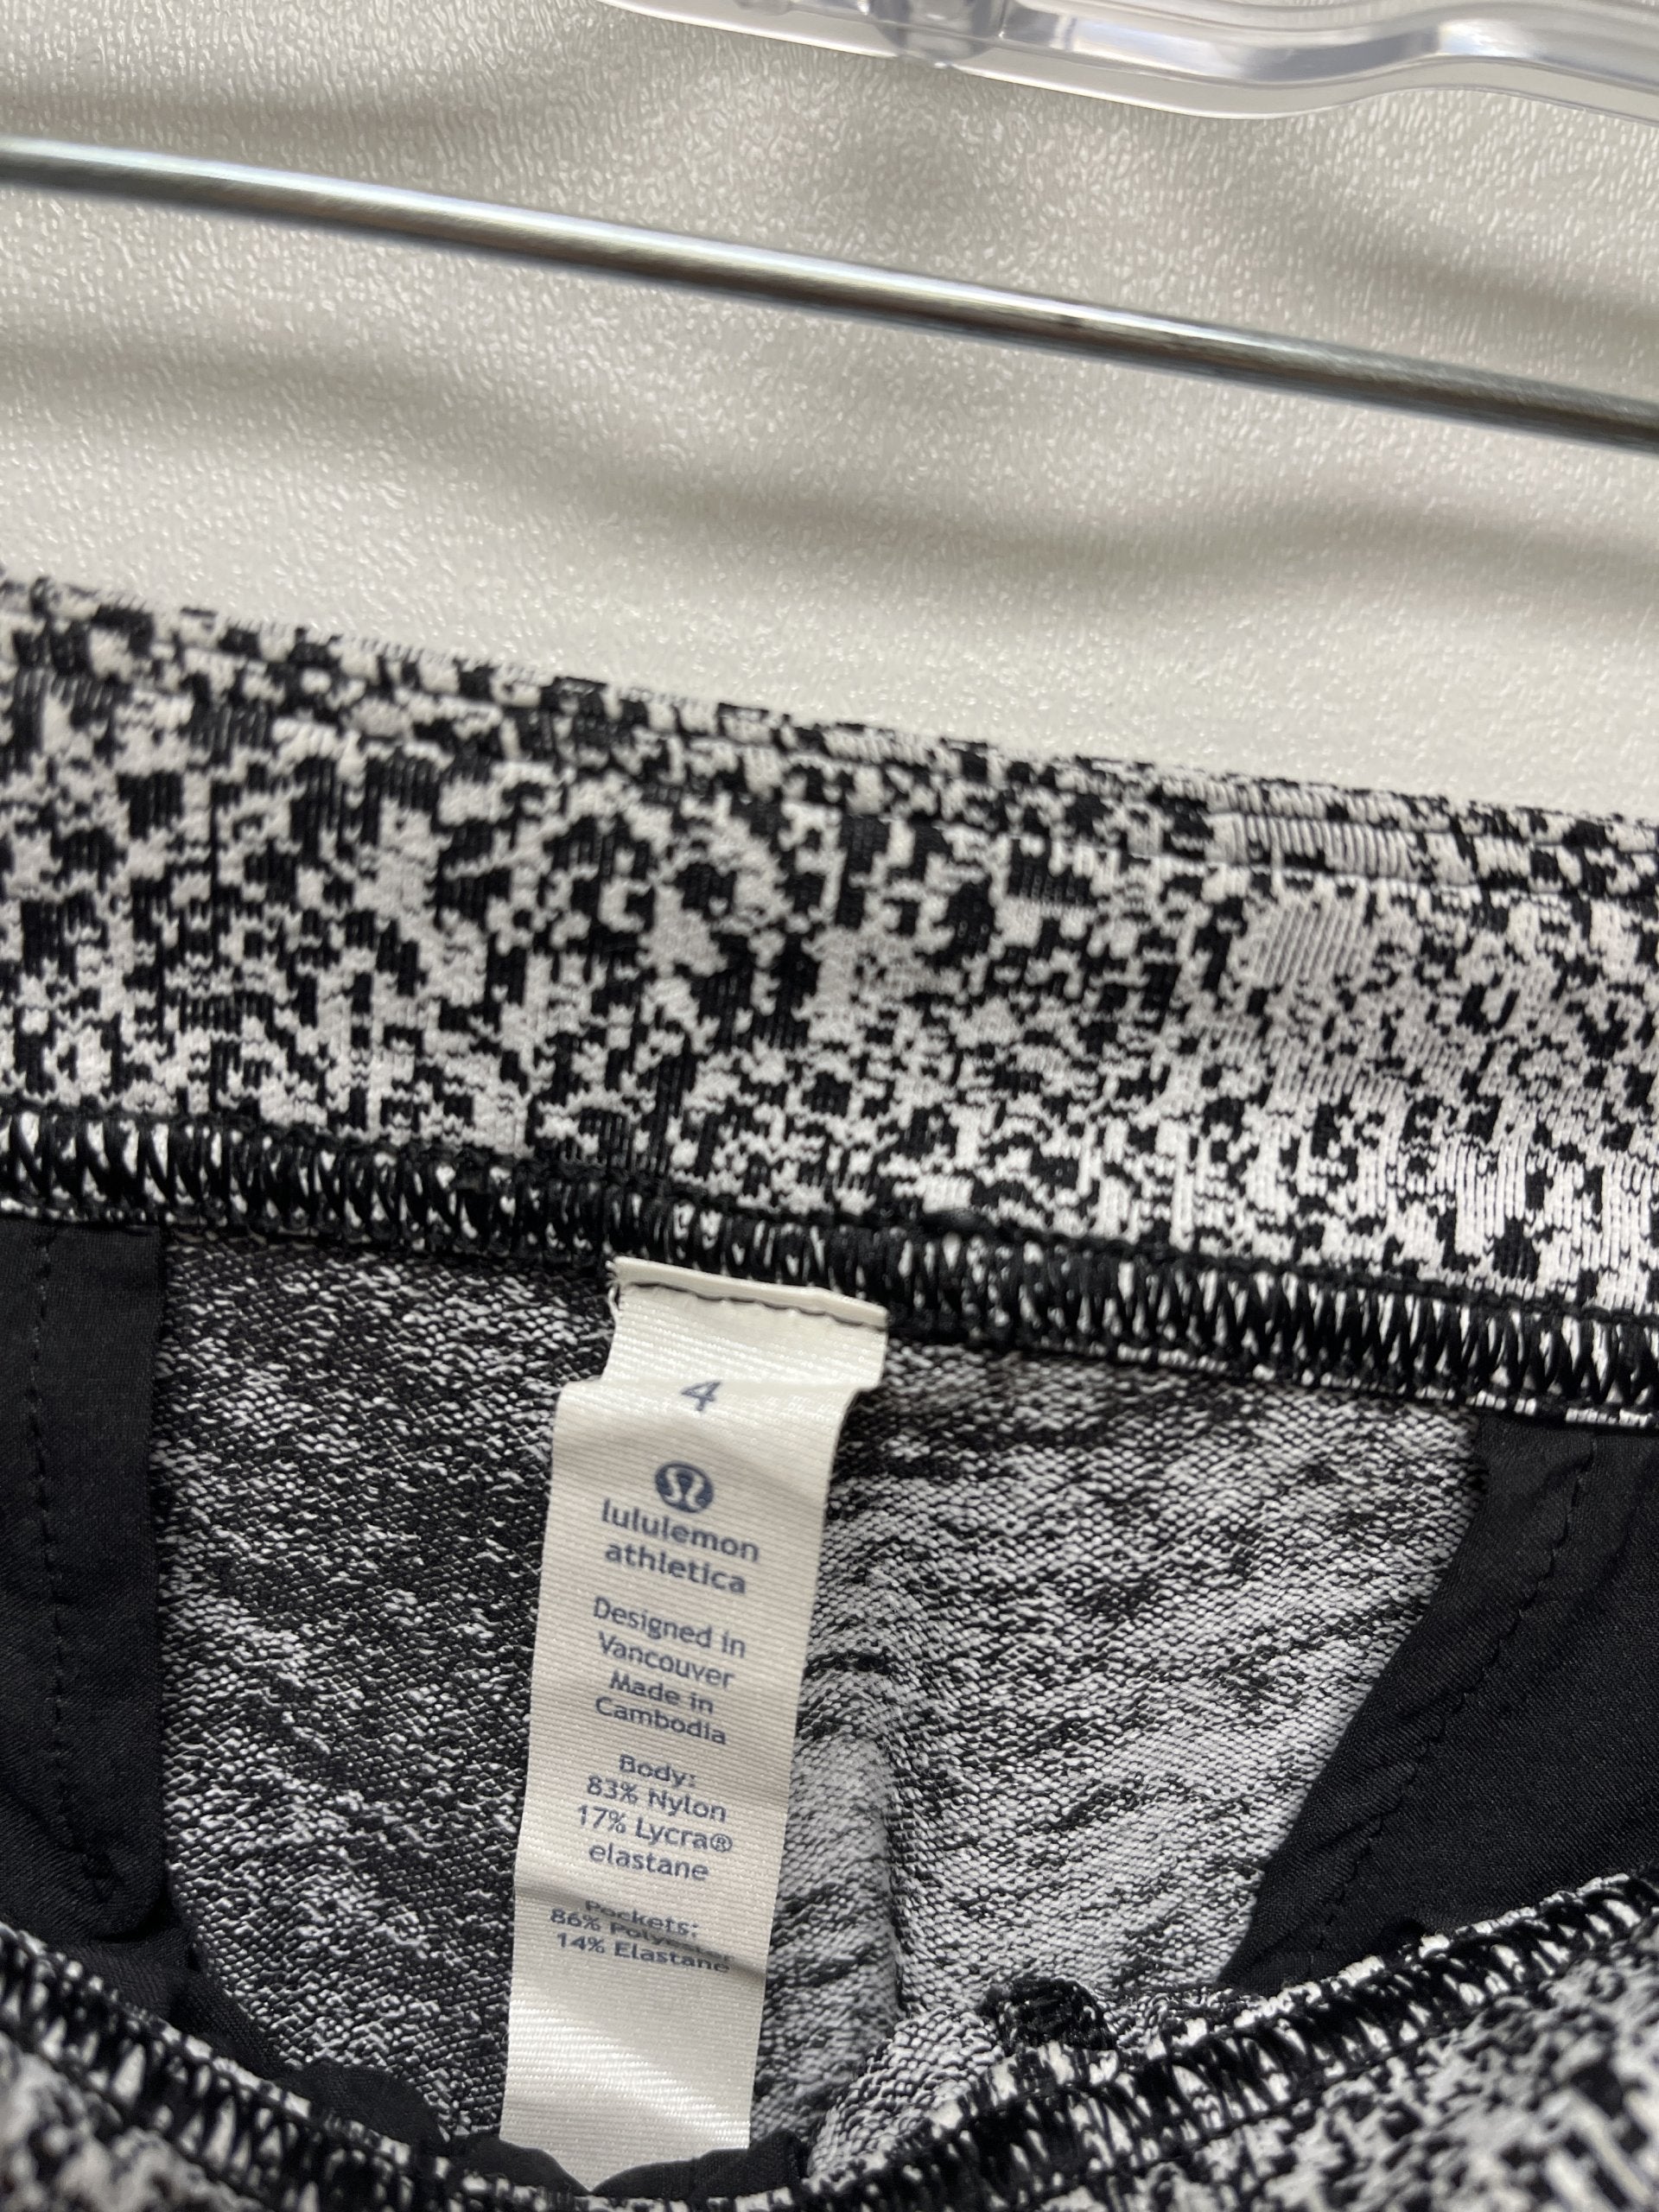 4
lululemon
athletica
Designed in
Vancouver
Made in
Cambodia
Body:
83% Nylon
17% Lycra®
elastane
Pockets:
86% Polyester
14% Elastane